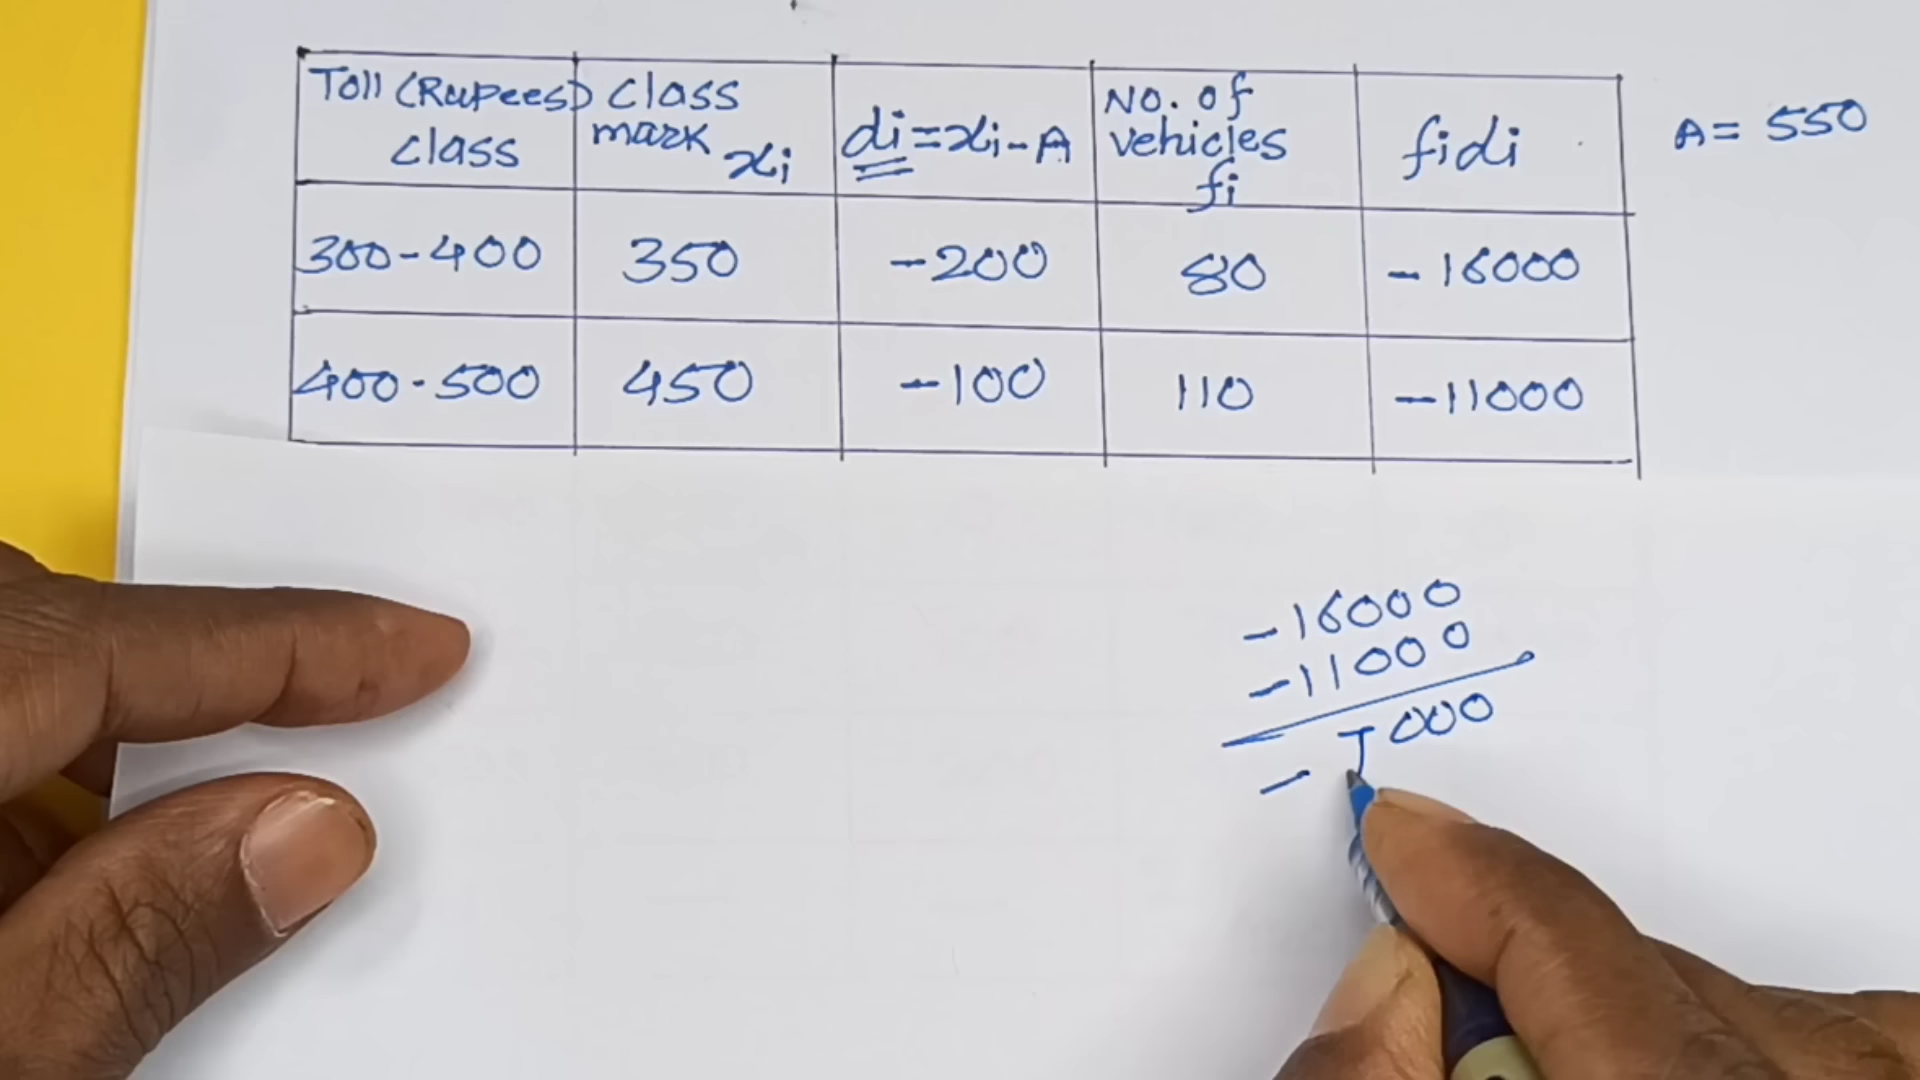 Toll (Rupees) class
class mark xi
di = xi - A
No. of vehicles fi
fidi
A = 550
300-400 350 -200 80 -16000
400-500 450 -100 110 -11000
-16000
-11000
- 7000